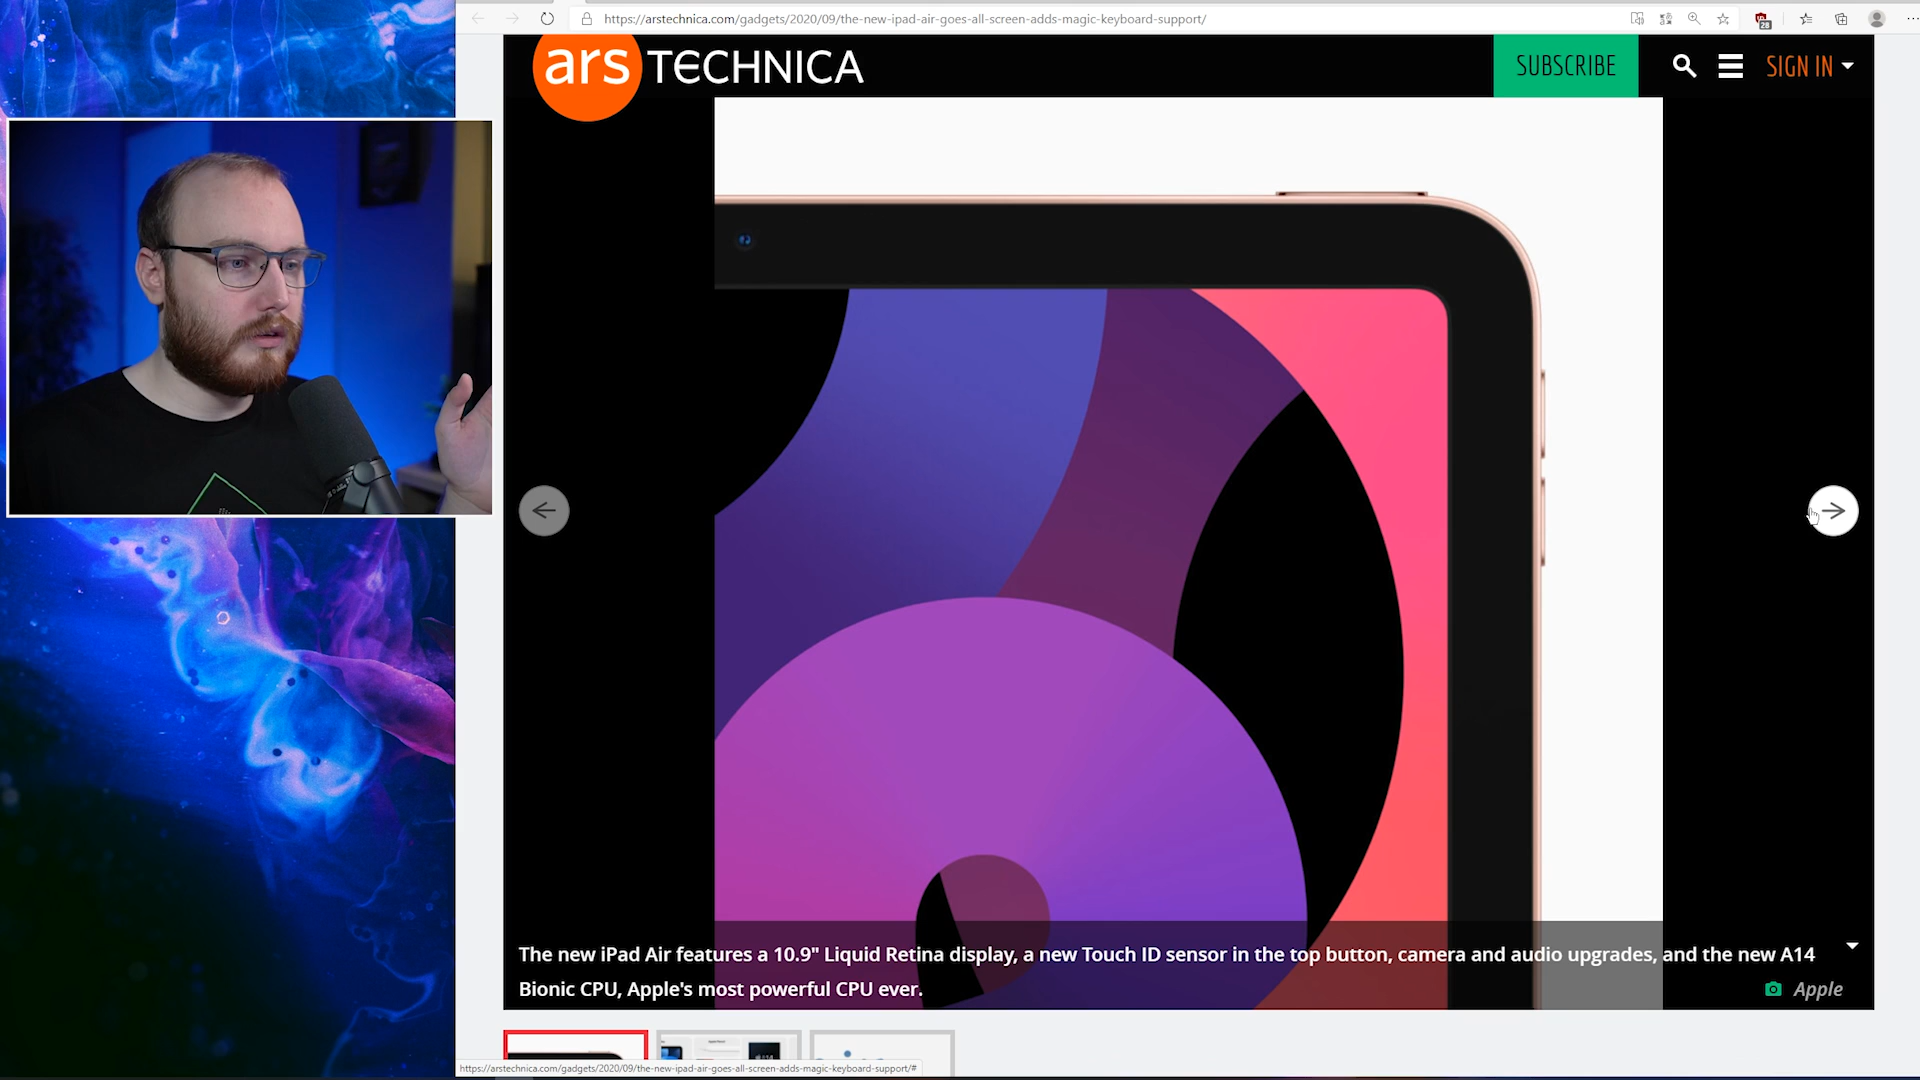 https://arstechnica.com/gadgets/2020/09/the-new-ipad-air-goes-all-screen-adds-magic-keyboard-support/
28
ars TECHNICA
SUBSCRIBE
SIGN IN
The new iPad Air features a 10.9" Liquid Retina display, a new Touch ID sensor in the top button, camera and audio upgrades, and the new A14
Bionic CPU, Apple's most powerful CPU ever.
Apple
https://arstechnica.com/gadgets/2020/09/the-new-ipad-air-goes-all-screen-adds-magic-keyboard-support/#